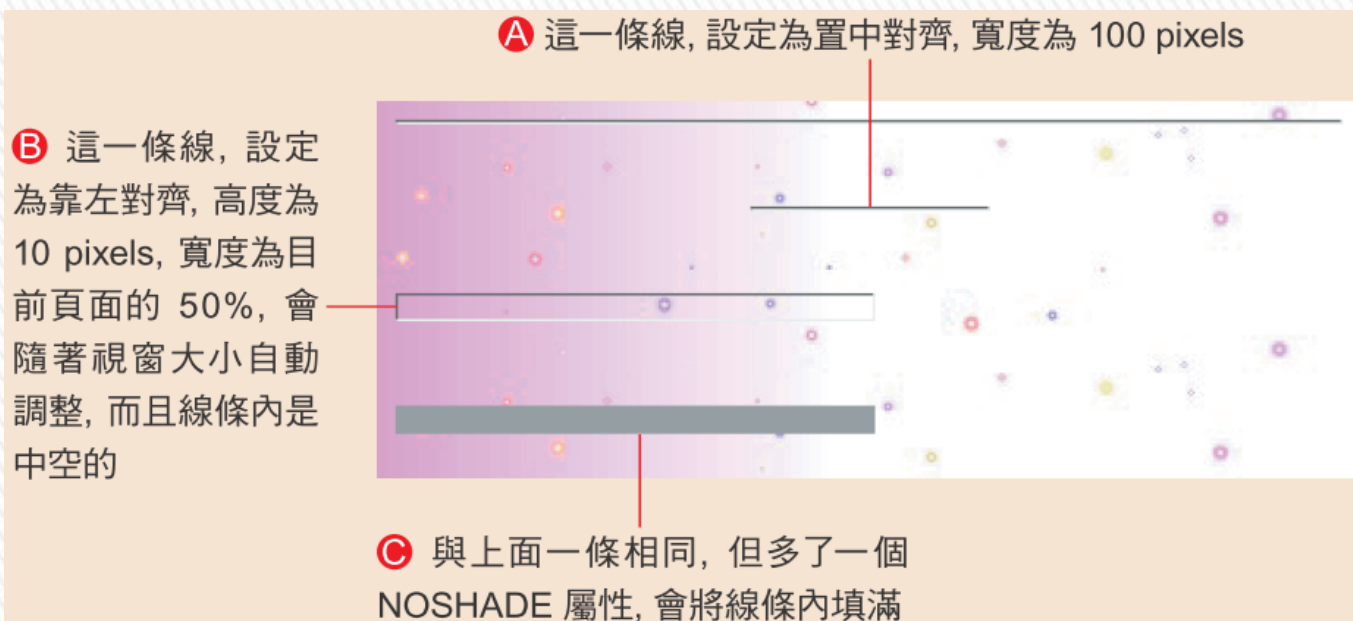 A 這一條線, 設定為置中對齊, 寬度為 100 pixels
B 這一條線, 設定
為靠左對齊, 高度為
10 pixels, 寬度為目
前頁面的 50%, 會
隨著視窗大小自動
調整, 而且線條內是
中空的
C 與上面一條相同, 但多了一個
NOSHADE 屬性, 會將線條內填滿